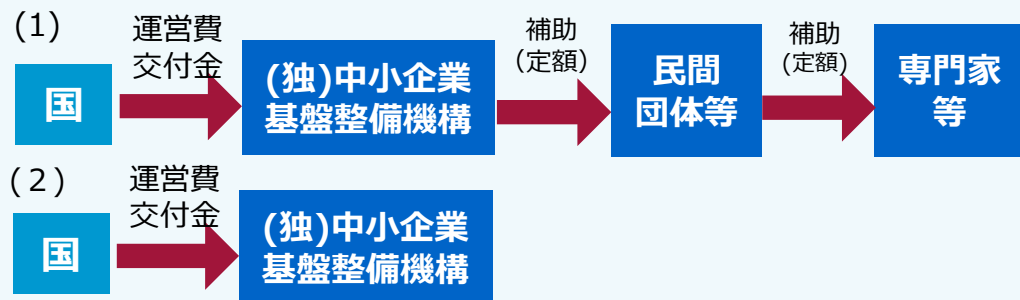 (1)
運営費
交付金
国
(独)中小企業
基盤整備機構
補助
(定額)
民間
団体等
補助
(定額)
専門家
等
(２)
運営費
交付金
国
(独)中小企業
基盤整備機構